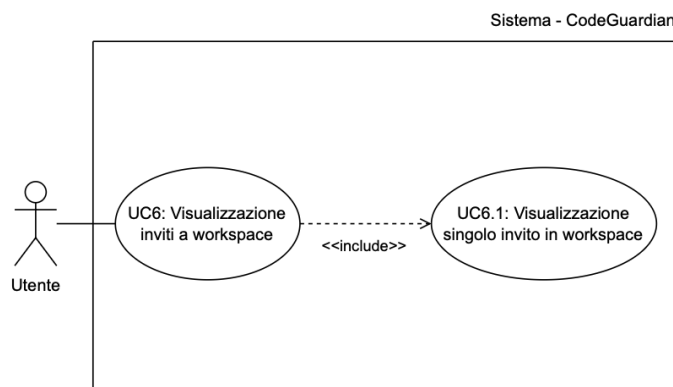 Sistema - CodeGuardian
UC6: Visualizzazione
inviti a workspace
UC6.1: Visualizzazione
singolo invito in workspace
<<include>>
Utente